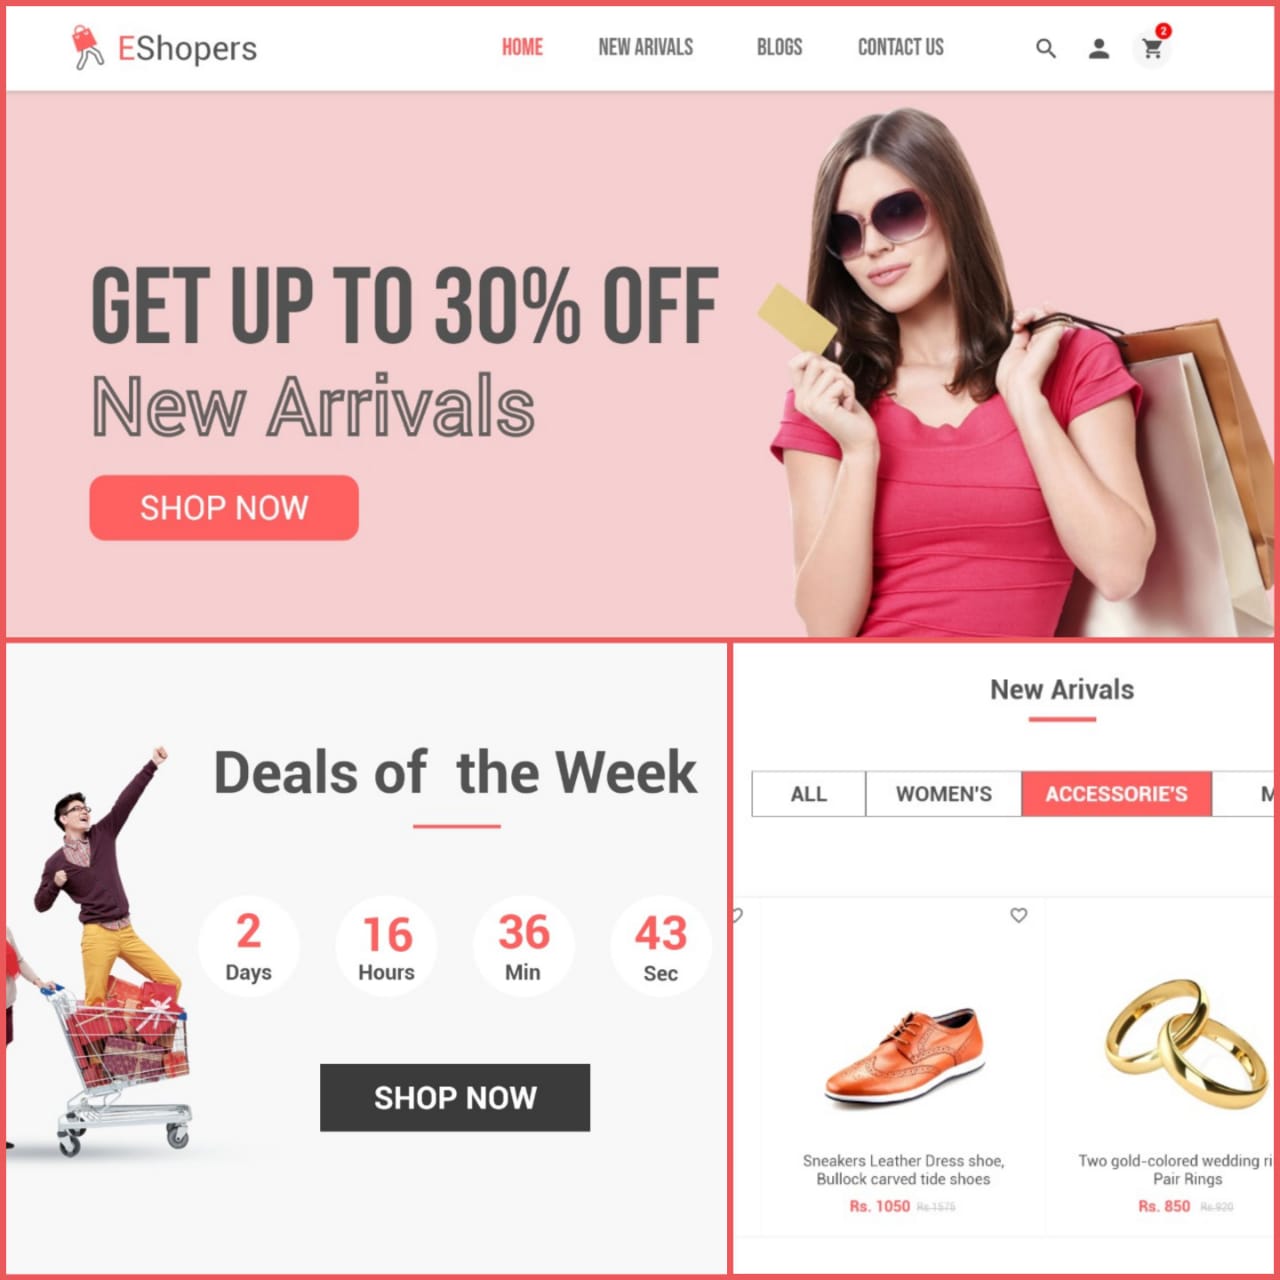 EShopers
HOME NEW ARIVALS BLOGS CONTACT US
2
GET UP TO 30% OFF
New Arrivals
SHOP NOW
Deals of the Week
2 16 36 43
Days Hours Min Sec
SHOP NOW
New Arivals
ALL WOMEN'S ACCESSORIE'S M
Sneakers Leather Dress shoe,
Bullock carved tide shoes
Rs. 1050 Rs.1575
Two gold-colored wedding ri
Pair Rings
Rs. 850 Rs.920